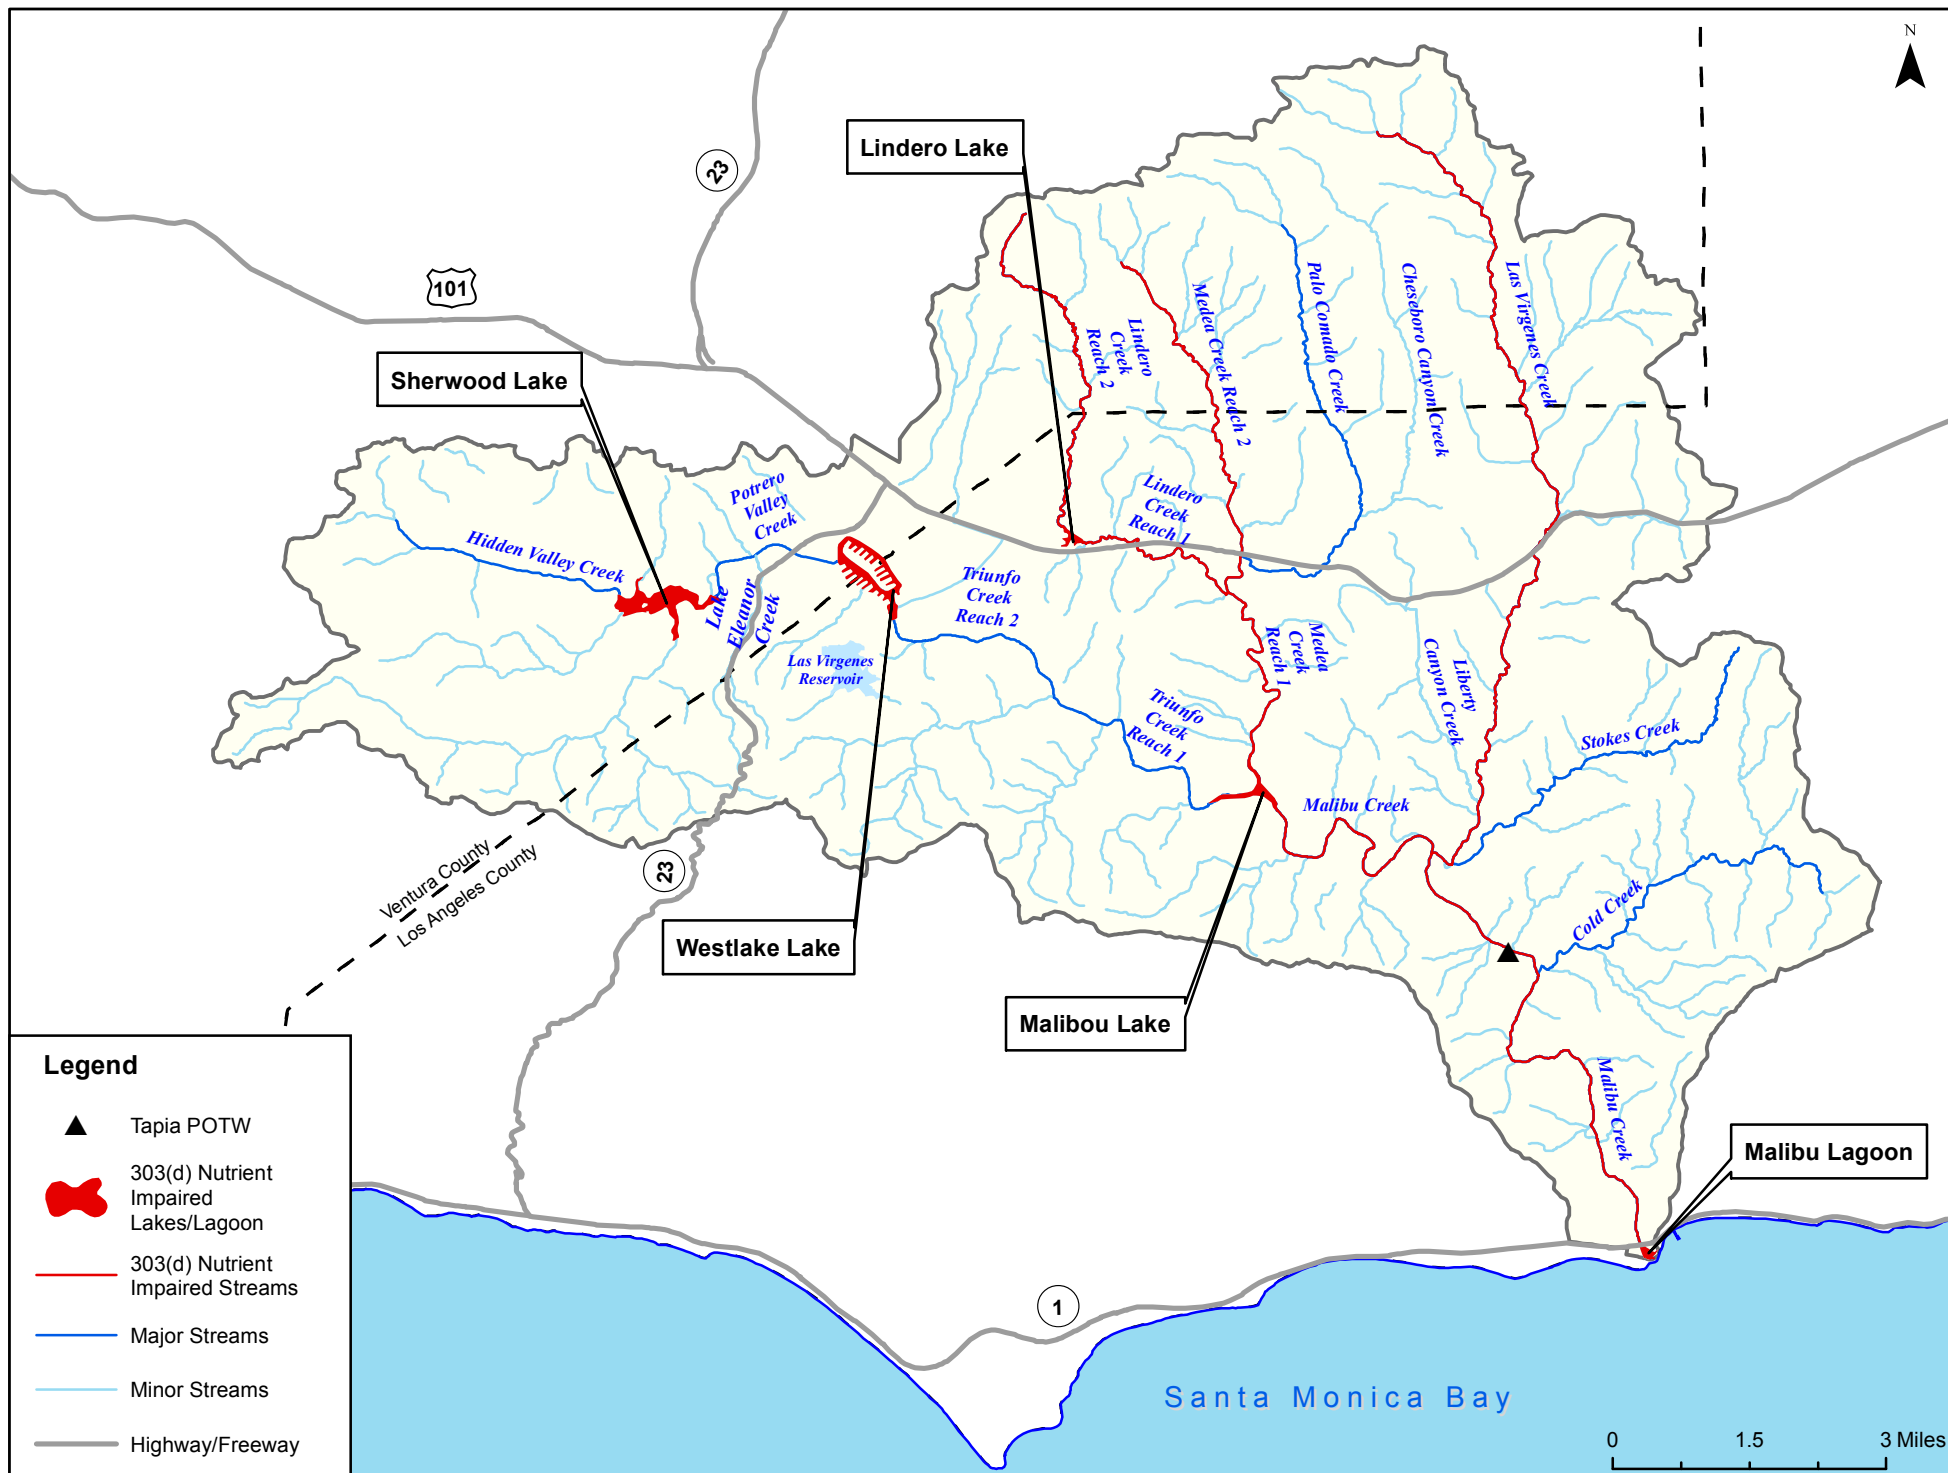 N
23
Lindero Lake
101
Sherwood Lake
Lindero
Creek
Reach 2
Medea Creek Reach 2
Palo Comado Creek
Cheseboro Canyon Creek
Las Virgenes Creek
Potrero
Valley
Creek
Lindero
Creek
Reach 1
Hidden Valley Creek
Lake
Eleanor
Creek
Triunfo
Creek
Reach 2
Las Virgenes
Reservoir
Medea
Creek
Reach 1
Liberty
Canyon Creek
Triunfo
Creek
Reach 1
Stokes Creek
Malibu Creek
Ventura County
Los Angeles County
23
Cold Creek
Westlake Lake
Malibou Lake
Malibu Creek
Malibu Lagoon
Legend
Tapia POTW
303(d) Nutrient
Impaired
Lakes/Lagoon
303(d) Nutrient
Impaired Streams
Major Streams
Minor Streams
Highway/Freeway
1
Santa Monica Bay
0 1.5 3 Miles